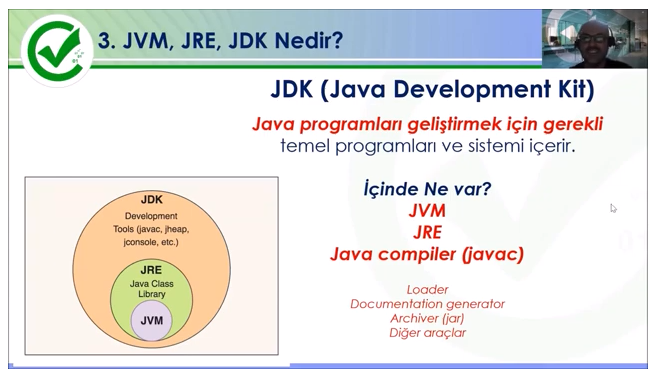 3. JVM, JRE, JDK Nedir?
JDK (Java Development Kit)
Java programları geliştirmek için gerekli
temel programları ve sistemi içerir.
İçinde Ne var?
JVM
JRE
Java compiler (javac)
Loader
Documentation generator
Archiver (jar)
Diğer araçlar
JDK
Development
Tools (javac, jheap,
jconsole, etc.)
JRE
Java Class
Library
JVM